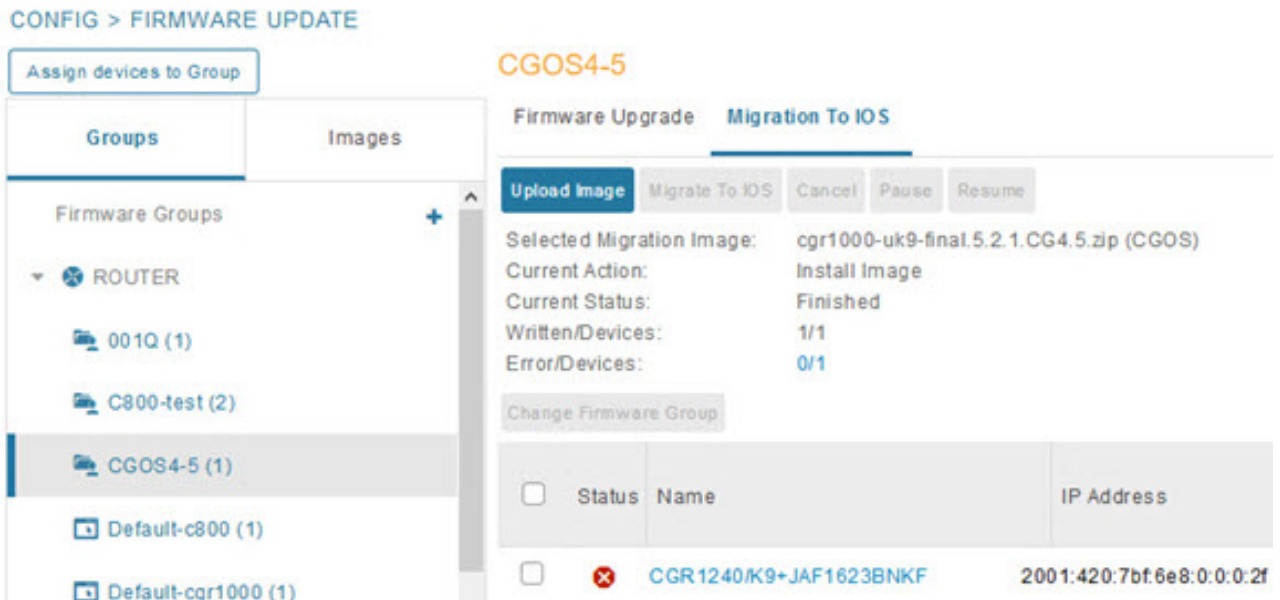 CONFIG > FIRMWARE UPDATE
Assign devices to Group
Groups Images
Firmware Groups +
ROUTER
001Q (1)
C800-test (2)
CGOS4-5 (1)
Default-c800 (1)
Default-cgr1000 (1)
CGOS4-5
Firmware Upgrade Migration To IOS
Upload Image Migrate To IOS Cancel Pause Resume
Selected Migration Image: cgr1000-uk9-final.5.2.1.CG4.5.zip (CGOS)
Current Action: Install Image
Current Status: Finished
Written/Devices: 1/1
Error/Devices: 0/1
Change Firmware Group
Status Name IP Address
CGR1240/K9+JAF1623BNKF 2001:420:7bf:6e8:0:0:0:2f